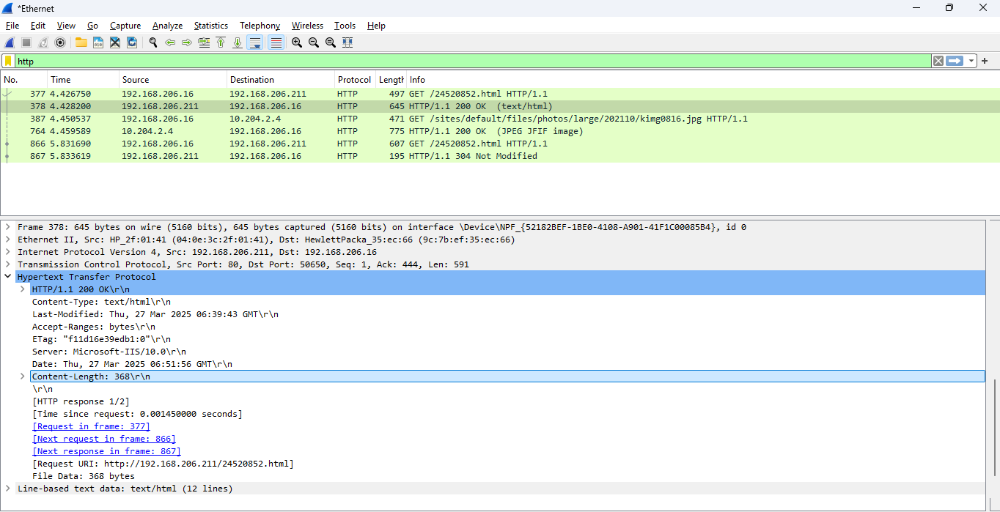 *Ethernet
File Edit View Go Capture Analyze Statistics Telephony Wireless Tools Help
http
No. Time Source Destination Protocol Length Info
377 4.426750 192.168.206.16 192.168.206.211 HTTP 497 GET /24520852.html HTTP/1.1
378 4.428200 192.168.206.211 192.168.206.16 HTTP 645 HTTP/1.1 200 OK (text/html)
387 4.450537 192.168.206.16 10.204.2.4 HTTP 471 GET /sites/default/files/photos/large/202110/kimg0816.jpg HTTP/1.1
764 4.459589 10.204.2.4 192.168.206.16 HTTP 775 HTTP/1.1 200 OK (JPEG JFIF image)
866 5.831690 192.168.206.16 192.168.206.211 HTTP 607 GET /24520852.html HTTP/1.1
867 5.833619 192.168.206.211 192.168.206.16 HTTP 195 HTTP/1.1 304 Not Modified
Frame 378: 645 bytes on wire (5160 bits), 645 bytes captured (5160 bits) on interface \Device\NPF_{52182BEF-1BE0-4108-A901-41F1C00085B4}, id 0
Ethernet II, Src: HP_2f:01:41 (04:0e:3c:2f:01:41), Dst: HewlettPacka_35:ec:66 (9c:7b:ef:35:ec:66)
Internet Protocol Version 4, Src: 192.168.206.211, Dst: 192.168.206.16
Transmission Control Protocol, Src Port: 80, Dst Port: 50650, Seq: 1, Ack: 444, Len: 591
Hypertext Transfer Protocol
HTTP/1.1 200 OK\r\n
Content-Type: text/html\r\n
Last-Modified: Thu, 27 Mar 2025 06:39:43 GMT\r\n
Accept-Ranges: bytes\r\n
ETag: "f11d16e39edb1:0"\r\n
Server: Microsoft-IIS/10.0\r\n
Date: Thu, 27 Mar 2025 06:51:56 GMT\r\n
Content-Length: 368\r\n
\r\n
[HTTP response 1/2]
[Time since request: 0.001450000 seconds]
[Request in frame: 377]
[Next request in frame: 866]
[Next response in frame: 867]
[Request URI: http://192.168.206.211/24520852.html]
File Data: 368 bytes
Line-based text data: text/html (12 lines)